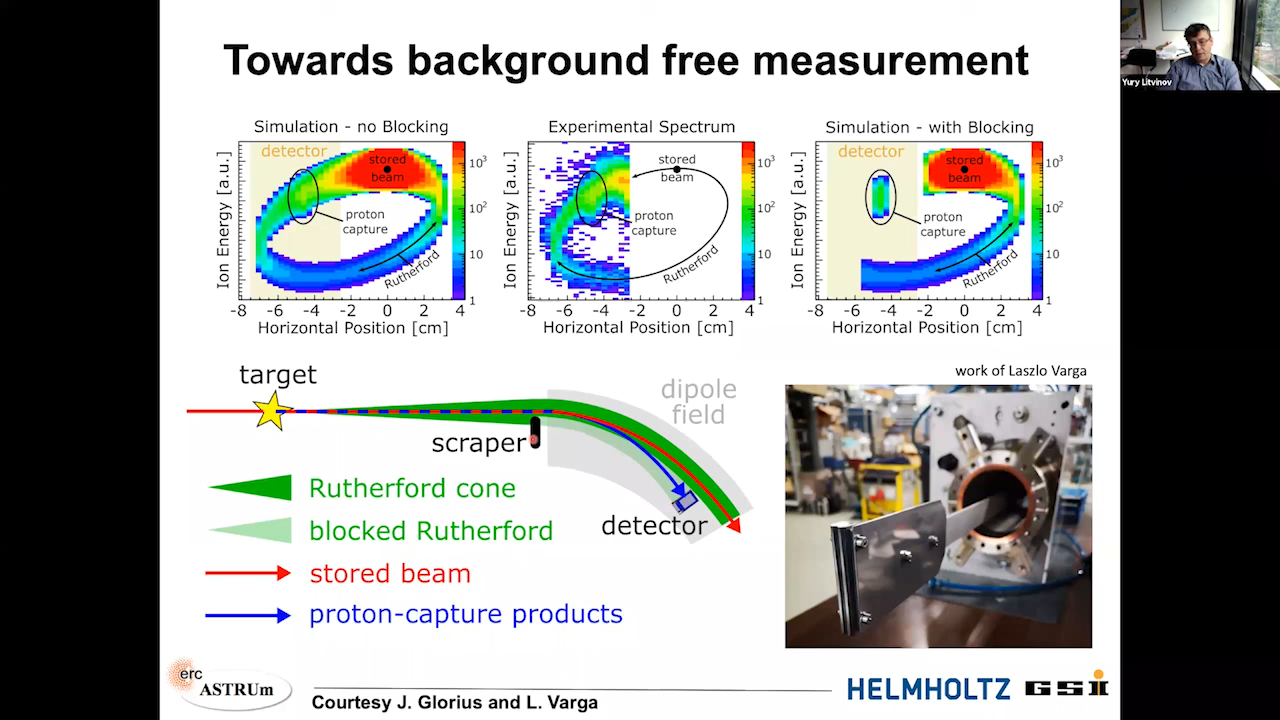 Towards background free measurement
Yury Litvinov
Simulation - no Blocking
detector
stored
beam
proton
capture
Rutherford
Ion Energy [a.u.]
10³
10²
10
1
-8 -6 -4 -2 0 2 4
Horizontal Position [cm]
Experimental Spectrum
stored
beam
proton
capture
Rutherford
Ion Energy [a.u.]
10³
10²
10
1
-8 -6 -4 -2 0 2 4
Horizontal Position [cm]
Simulation - with Blocking
detector
stored
beam
proton
capture
Rutherford
Ion Energy [a.u.]
10³
10²
10
1
-8 -6 -4 -2 0 2 4
Horizontal Position [cm]
target
scraper
dipole
field
detector
Rutherford cone
blocked Rutherford
stored beam
proton-capture products
work of Laszlo Varga
erc
ASTRUm
Courtesy J. Glorius and L. Varga
HELMHOLTZ GSI